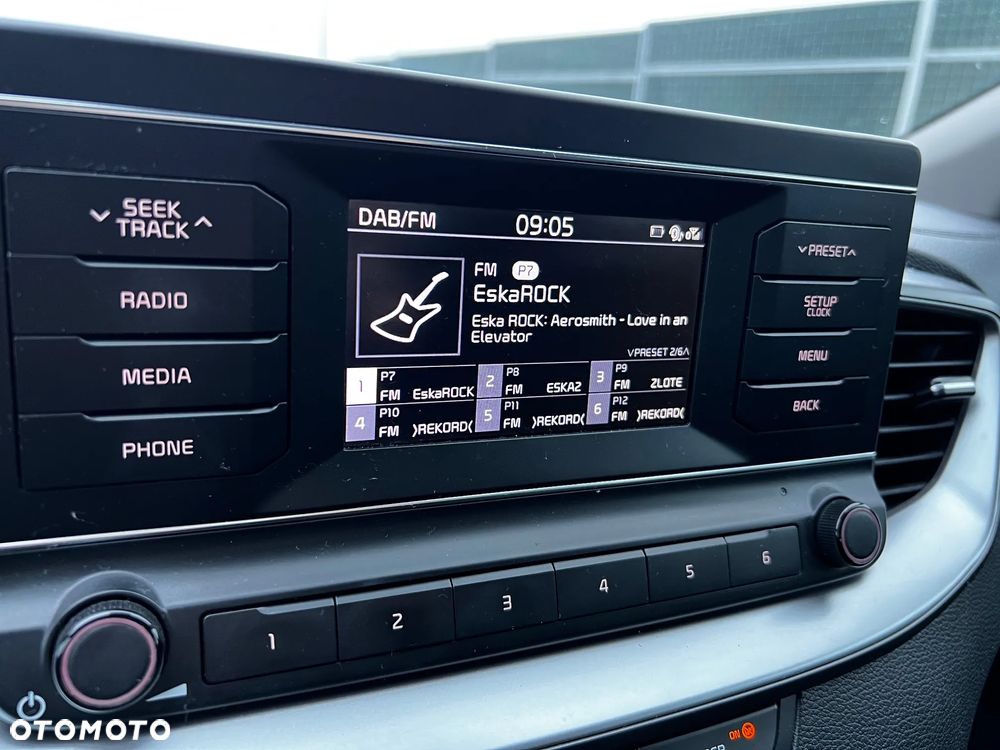 SEEK
TRACK
RADIO
MEDIA
PHONE
DAB/FM
09:05
FM P7
EskaROCK
Eska ROCK: Aerosmith - Love in an
Elevator
PRESET 2/6
1 P7 FM EskaROCK
2 P8 FM ESKA2
3 P9 FM ZLOTE
4 P10 FM )REKORD(
5 P11 FM )REKORD(
6 P12 FM )REKORD(
PRESET
SETUP
CLOCK
MENU
BACK
1 2 3 4 5 6
ON
OTOMOTO